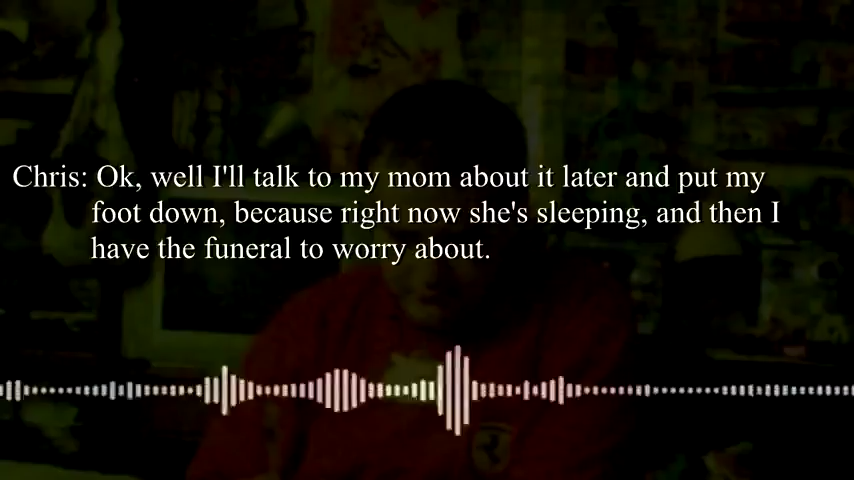 Chris: Ok, well I'll talk to my mom about it later and put my
foot down, because right now she's sleeping, and then I
have the funeral to worry about.